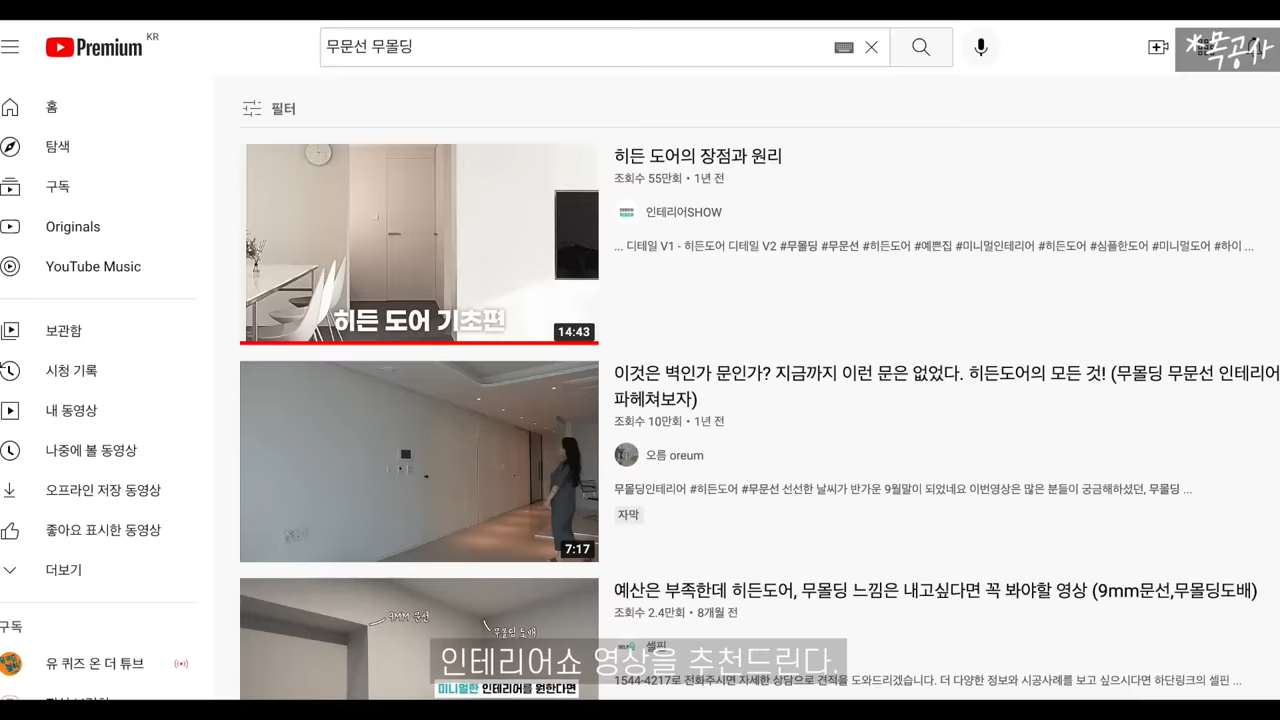 Premium KR
무문선 무몰딩
*목공사
홈
탐색
구독
Originals
YouTube Music
보관함
시청 기록
내 동영상
나중에 볼 동영상
오프라인 저장 동영상
좋아요 표시한 동영상
더보기
구독
유 퀴즈 온 더 튜브
필터
히든 도어 기초편
14:43
히든 도어의 장점과 원리
조회수 55만회 • 1년 전
인테리어SHOW
... 디테일 V1 - 히든도어 디테일 V2 #무몰딩 #무문선 #히든도어 #예쁜집 #미니멀인테리어 #히든도어 #심플한도어 #미니멀도어 #하이 ...
7:17
이것은 벽인가 문인가? 지금까지 이런 문은 없었다. 히든도어의 모든 것! (무몰딩 무문선 인테리어
파헤쳐보자)
조회수 10만회 • 1년 전
오름 oreum
무몰딩인테리어 #히든도어 #무문선 선선한 날씨가 반가운 9월말이 되었네요 이번영상은 많은 분들이 궁금해하셨던, 무몰딩 ...
자막
9MM 문선
무몰딩 도배
미니멀한 인테리어를 원한다면
예산은 부족한데 히든도어, 무몰딩 느낌은 내고싶다면 꼭 봐야할 영상 (9mm문선,무몰딩도배)
조회수 2.4만회 • 8개월 전
셀핀
인테리어쇼 영상을 추천드린다.
1544-4217로 전화주시면 자세한 상담으로 견적을 도와드리겠습니다. 더 다양한 정보와 시공사례를 보고 싶으시다면 하단링크의 셀핀 ...